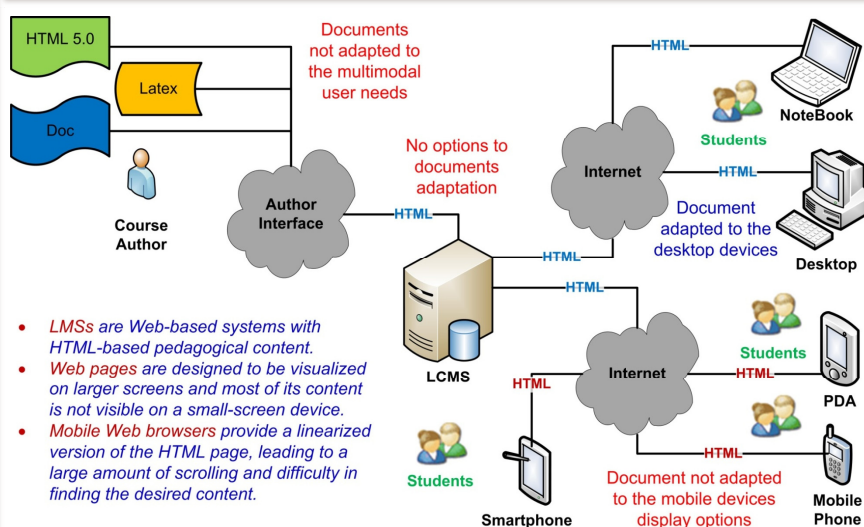 HTML 5.0
Latex
Doc
Course
Author
Documents
not adapted to
the multimodal
user needs
Author
Interface
No options to
documents
adaptation
HTML
HTML
HTML
LCMS
Internet
HTML
NoteBook
Students
HTML
Document
adapted to the
desktop devices
Desktop
• LMSs are Web-based systems with
HTML-based pedagogical content.
• Web pages are designed to be visualized
on larger screens and most of its content
is not visible on a small-screen device.
• Mobile Web browsers provide a linearized
version of the HTML page, leading to a
large amount of scrolling and difficulty in
finding the desired content.
Internet
HTML
Students
Smartphone
Students
HTML
PDA
HTML
Document not adapted
to the mobile devices
display options
Mobile
Phone